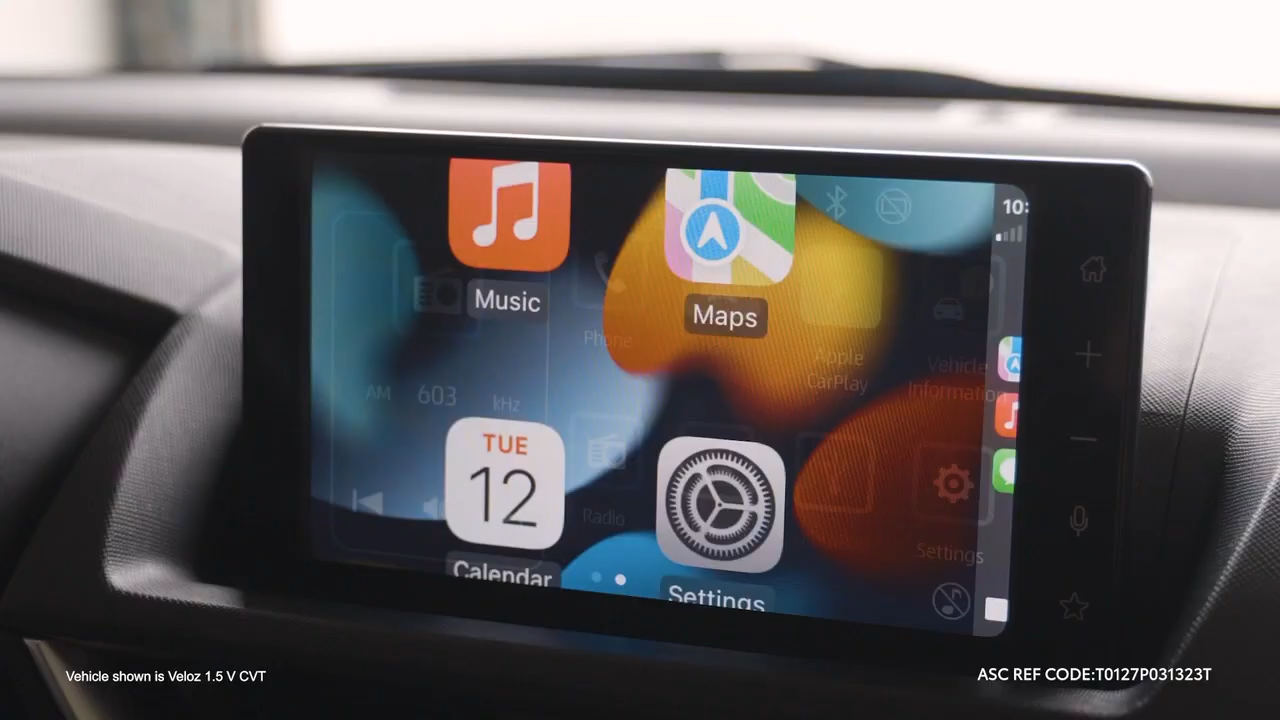 10:
Music
Maps
Phone
Apple
CarPlay
Vehicle
Information
AM 603 kHz
TUE
12
Radio
Calendar
Settings
Settings
Vehicle shown is Veloz 1.5 V CVT
ASC REF CODE:T0127P031323T